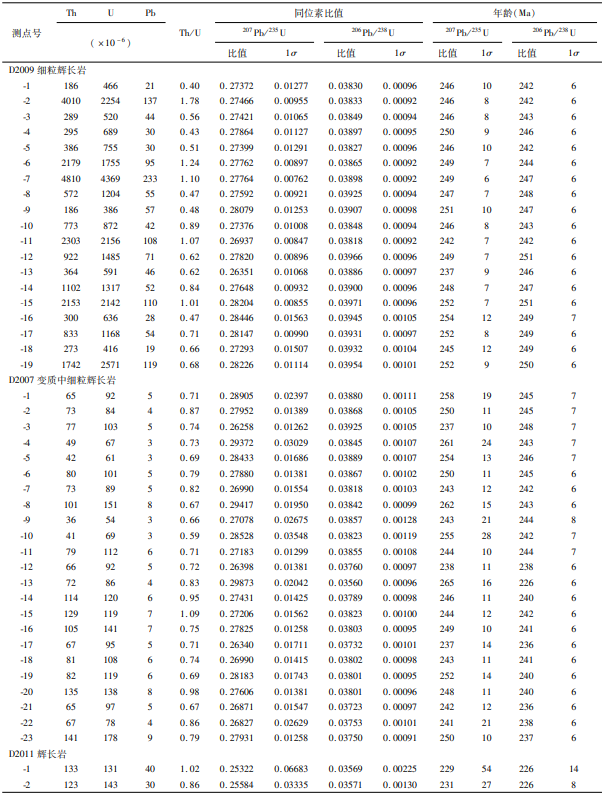 测点号 Th U Pb Th/U 同位素比值 年龄(Ma)
(×10⁻⁶) ²⁰⁷Pb/²³⁵U ²⁰⁶Pb/²³⁸U ²⁰⁷Pb/²³⁵U ²⁰⁶Pb/²³⁸U
比值 1σ 比值 1σ 比值 1σ 比值 1σ
D2009 细粒辉长岩
-1 186 466 21 0.40 0.27372 0.01277 0.03830 0.00096 246 10 242 6
-2 4010 2254 137 1.78 0.27466 0.00955 0.03833 0.00092 246 8 242 6
-3 289 520 44 0.56 0.27421 0.01065 0.03849 0.00094 246 8 243 6
-4 295 689 30 0.43 0.27864 0.01127 0.03897 0.00095 250 9 246 6
-5 386 755 30 0.51 0.27399 0.01291 0.03827 0.00096 246 10 242 6
-6 2179 1755 95 1.24 0.27762 0.00897 0.03865 0.00092 249 7 244 6
-7 4810 4369 233 1.10 0.27764 0.00762 0.03898 0.00092 249 6 247 6
-8 572 1204 55 0.47 0.27592 0.00921 0.03925 0.00094 247 7 248 6
-9 186 386 57 0.48 0.28079 0.01253 0.03907 0.00098 251 10 247 6
-10 773 872 42 0.89 0.27376 0.01008 0.03848 0.00094 246 8 243 6
-11 2303 2156 108 1.07 0.26937 0.00847 0.03818 0.00092 242 7 242 6
-12 922 1485 71 0.62 0.27820 0.00896 0.03966 0.00096 249 7 251 6
-13 364 591 46 0.62 0.26351 0.01068 0.03886 0.00097 237 9 246 6
-14 1102 1317 52 0.84 0.27648 0.00932 0.03900 0.00096 248 7 247 6
-15 2153 2142 110 1.01 0.28204 0.00855 0.03971 0.00096 252 7 251 6
-16 300 636 28 0.47 0.28446 0.01563 0.03945 0.00105 254 12 249 7
-17 833 1168 54 0.71 0.28147 0.00990 0.03931 0.00097 252 8 249 6
-18 273 416 19 0.66 0.27293 0.01507 0.03932 0.00104 245 12 249 6
-19 1742 2571 119 0.68 0.28226 0.01114 0.03954 0.00101 252 9 250 6
D2007 变质中细粒辉长岩
-1 65 92 5 0.71 0.28905 0.02397 0.03880 0.00111 258 19 245 7
-2 73 84 4 0.87 0.27952 0.01389 0.03868 0.00105 250 11 245 7
-3 77 103 5 0.74 0.26258 0.01262 0.03925 0.00105 237 10 248 7
-4 49 67 3 0.73 0.29372 0.03029 0.03845 0.00107 261 24 243 7
-5 42 61 3 0.69 0.28433 0.01686 0.03889 0.00107 254 13 246 7
-6 80 101 5 0.79 0.27880 0.01381 0.03867 0.00102 250 11 245 6
-7 73 89 5 0.82 0.26990 0.01554 0.03818 0.00103 243 12 242 6
-8 101 151 8 0.67 0.29417 0.01950 0.03842 0.00099 262 15 243 6
-9 36 54 3 0.66 0.27078 0.02675 0.03857 0.00128 243 21 244 8
-10 41 69 3 0.59 0.28528 0.03548 0.03823 0.00119 255 28 242 7
-11 79 112 6 0.71 0.27183 0.01299 0.03855 0.00108 244 10 244 7
-12 66 92 5 0.72 0.26398 0.01381 0.03760 0.00097 238 11 238 6
-13 72 86 4 0.83 0.29873 0.02042 0.03560 0.00096 265 16 226 6
-14 114 120 6 0.95 0.27431 0.01425 0.03789 0.00098 246 11 240 6
-15 129 119 7 1.09 0.27206 0.01562 0.03823 0.00100 244 12 242 6
-16 105 141 7 0.75 0.27825 0.01258 0.03803 0.00095 249 10 241 6
-17 67 95 5 0.71 0.26340 0.01711 0.03732 0.00101 237 14 236 6
-18 81 108 6 0.74 0.26990 0.01415 0.03802 0.00098 243 11 241 6
-19 82 119 6 0.69 0.28183 0.01743 0.03801 0.00095 252 14 240 6
-20 135 138 8 0.98 0.27606 0.01381 0.03801 0.00096 248 11 240 6
-21 65 97 5 0.67 0.26871 0.01547 0.03723 0.00097 242 12 236 6
-22 67 78 4 0.86 0.26827 0.02629 0.03753 0.00101 241 21 238 6
-23 141 178 9 0.79 0.27931 0.01258 0.03750 0.00091 250 10 237 6
D2011 辉长岩
-1 133 131 40 1.02 0.25322 0.06683 0.03569 0.00225 229 54 226 14
-2 123 143 30 0.86 0.25584 0.03335 0.03571 0.00130 231 27 226 8